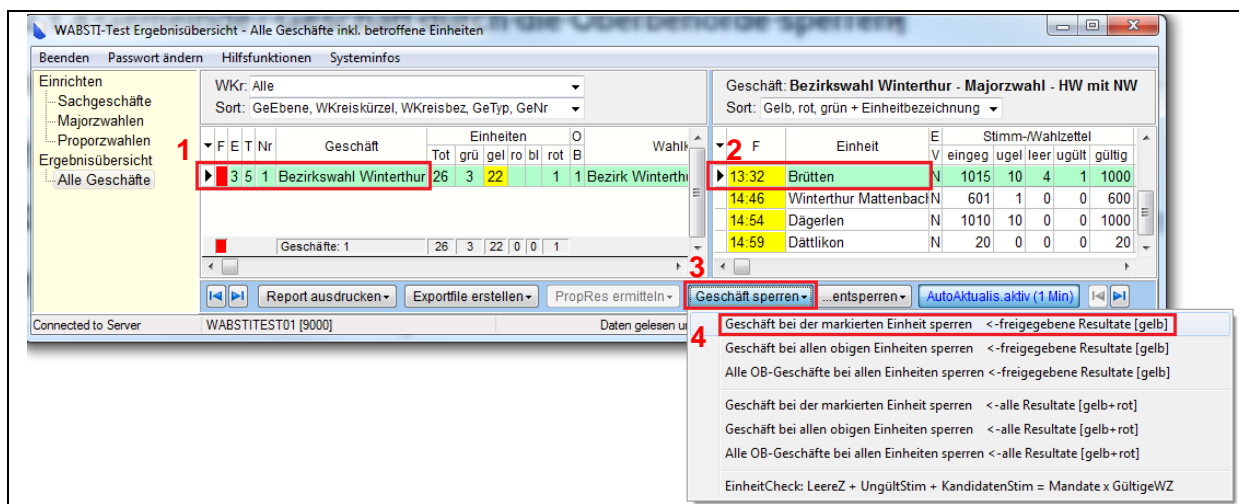 WABSTI-Test Ergebnisübersicht - Alle Geschäfte inkl. betroffene Einheiten
Beenden Passwort ändern Hilfsfunktionen Systeminfos
Einrichten
Sachgeschäfte
Majorzwahlen
Proporzwahlen
Ergebnisübersicht
Alle Geschäfte
WKr: Alle
Sort: GeEbene, WKreiskürzel, WKreisbez, GeTyp, GeNr
1
F E T Nr Geschäft Einheiten O
Tot grü gel ro bl rot B Wahlk
3 5 1 Bezirkswahl Winterthur 26 3 22 1 1 Bezirk Winterth
Geschäfte: 1 26 3 22 0 0 1
Geschäft: Bezirkswahl Winterthur - Majorzwahl - HW mit NW
Sort: Gelb, rot, grün + Einheitbezeichnung
2
F Einheit E Stimm-/Wahlzettel
V eingeg ugel leer ugült gültig
13:32 Brütten N 1015 10 4 1 1000
14:46 Winterthur Mattenbach N 601 1 0 0 600
14:54 Dägerlen N 1010 10 0 0 1000
14:59 Dättlikon N 20 0 0 0 20
3
Report ausdrucken Exportfile erstellen PropRes ermitteln Geschäft sperren ...entsperren AutoAktualis.aktiv (1 Min)
Connected to Server WABSTITEST01 [9000] Daten gelesen u
4
Geschäft bei der markierten Einheit sperren <-freigegebene Resultate [gelb]
Geschäft bei allen obigen Einheiten sperren <-freigegebene Resultate [gelb]
Alle OB-Geschäfte bei allen Einheiten sperren <-freigegebene Resultate [gelb]
Geschäft bei der markierten Einheit sperren <-alle Resultate [gelb+rot]
Geschäft bei allen obigen Einheiten sperren <-alle Resultate [gelb+rot]
Alle OB-Geschäfte bei allen Einheiten sperren <-alle Resultate [gelb+rot]
EinheitCheck: LeereZ + UngültStim + KandidatenStim = Mandate x GültigeWZ